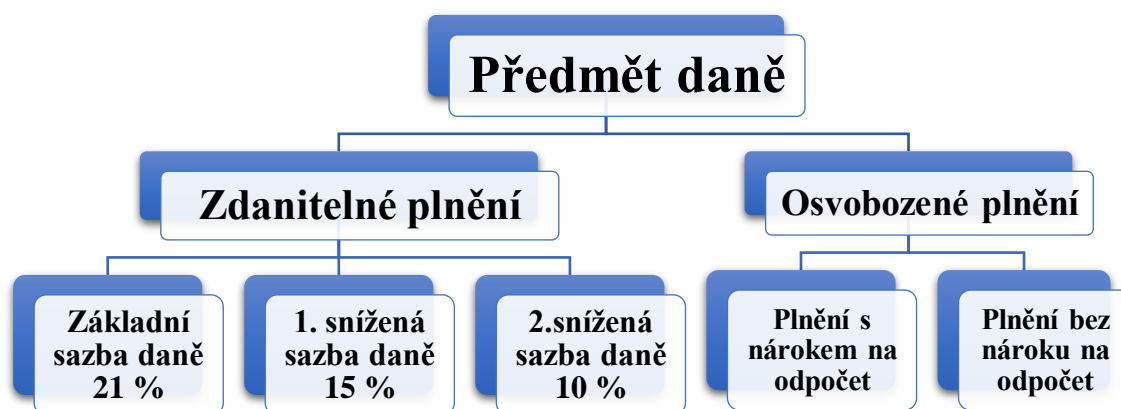 Předmět daně
Zdanitelné plnění
Osvobozené plnění
Základní
sazba daně
21 %
1. snížená
sazba daně
15 %
2.snížená
sazba daně
10 %
Plnění s
nárokem na
odpočet
Plnění bez
nároku na
odpočet